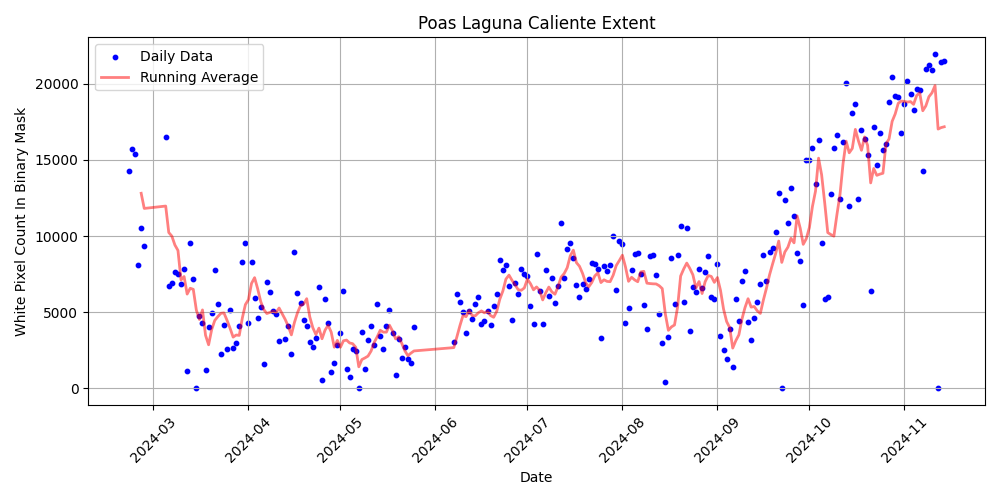 Poas Laguna Caliente Extent
Daily Data
Running Average
White Pixel Count In Binary Mask
20000
15000
10000
5000
0
2024-03
2024-04
2024-05
2024-06
2024-07
2024-08
2024-09
2024-10
2024-11
Date